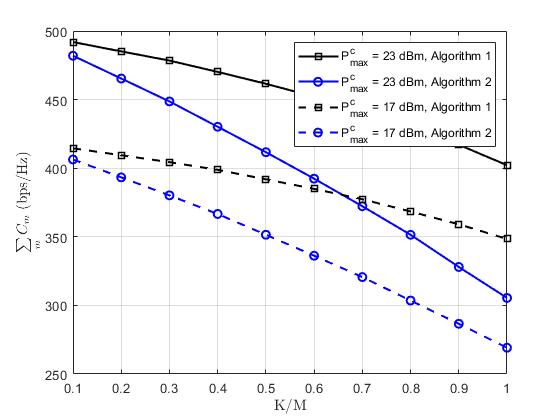 500
450
400
350
300
250
∑ₘ Cₘ (bps/Hz)
P^c_max = 23 dBm, Algorithm 1
P^c_max = 23 dBm, Algorithm 2
P^c_max = 17 dBm, Algorithm 1
P^c_max = 17 dBm, Algorithm 2
0.1 0.2 0.3 0.4 0.5 0.6 0.7 0.8 0.9 1
K/M